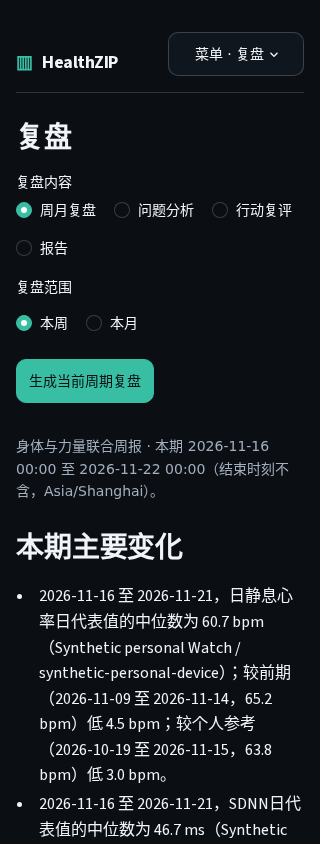 HealthZIP
菜单 · 复盘
复盘
复盘内容
周月复盘 问题分析 行动复评
报告
复盘范围
本周 本月
生成当前周期复盘
身体与力量联合周报 · 本期 2026-11-16
00:00 至 2026-11-22 00:00（结束时刻不
含，Asia/Shanghai）。
本期主要变化
2026-11-16 至 2026-11-21，日静息心
率日代表值的中位数为 60.7 bpm
（Synthetic personal Watch /
synthetic-personal-device）；较前期
（2026-11-09 至 2026-11-14，65.2
bpm）低 4.5 bpm；较个人参考
（2026-10-19 至 2026-11-15，63.8
bpm）低 3.0 bpm。
2026-11-16 至 2026-11-21，SDNN日代
表值的中位数为 46.7 ms（Synthetic